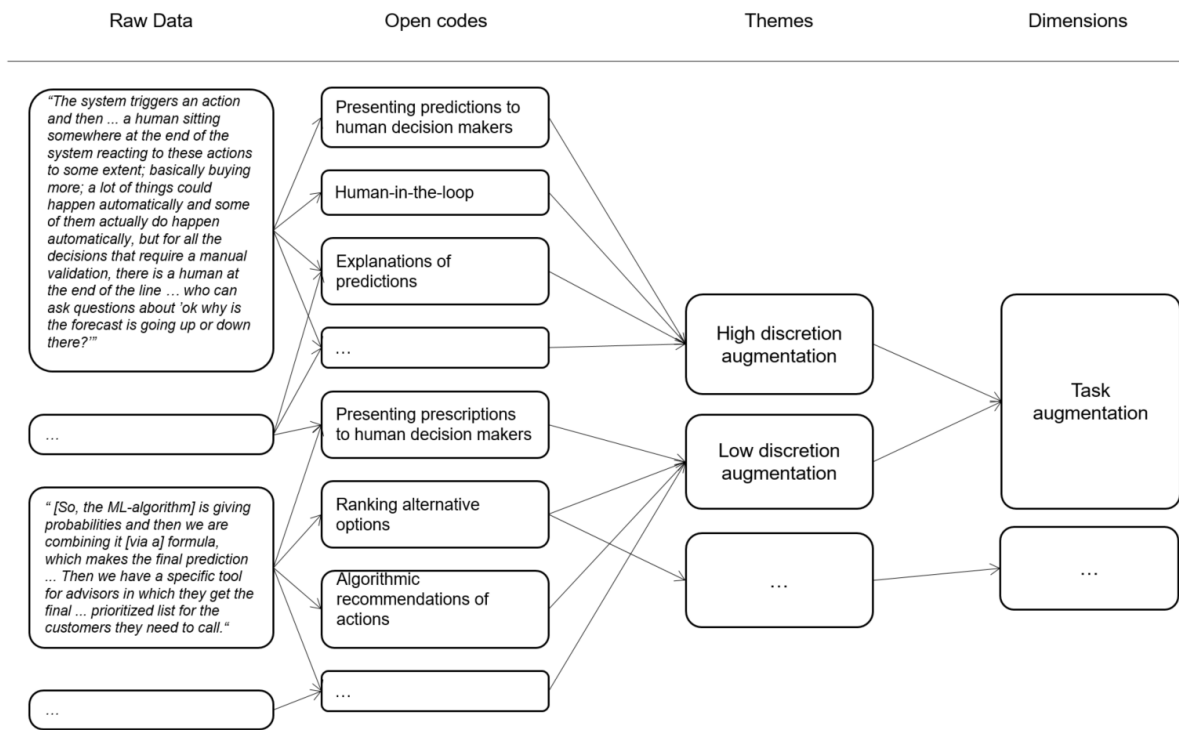 Raw Data
Open codes
Themes
Dimensions
“The system triggers an action
and then ... a human sitting
somewhere at the end of the
system reacting to these actions
to some extent; basically buying
more; a lot of things could
happen automatically and some
of them actually do happen
automatically, but for all the
decisions that require a manual
validation, there is a human at
the end of the line … who can
ask questions about ’ok why is
the forecast is going up or down
there?’”
…
“ [So, the ML-algorithm] is giving
probabilities and then we are
combining it [via a] formula,
which makes the final prediction
... Then we have a specific tool
for advisors in which they get the
final ... prioritized list for the
customers they need to call.“
…
Presenting predictions to
human decision makers
Human-in-the-loop
Explanations of
predictions
…
Presenting prescriptions
to human decision makers
Ranking alternative
options
Algorithmic
recommendations of
actions
…
High discretion
augmentation
Low discretion
augmentation
…
Task
augmentation
…